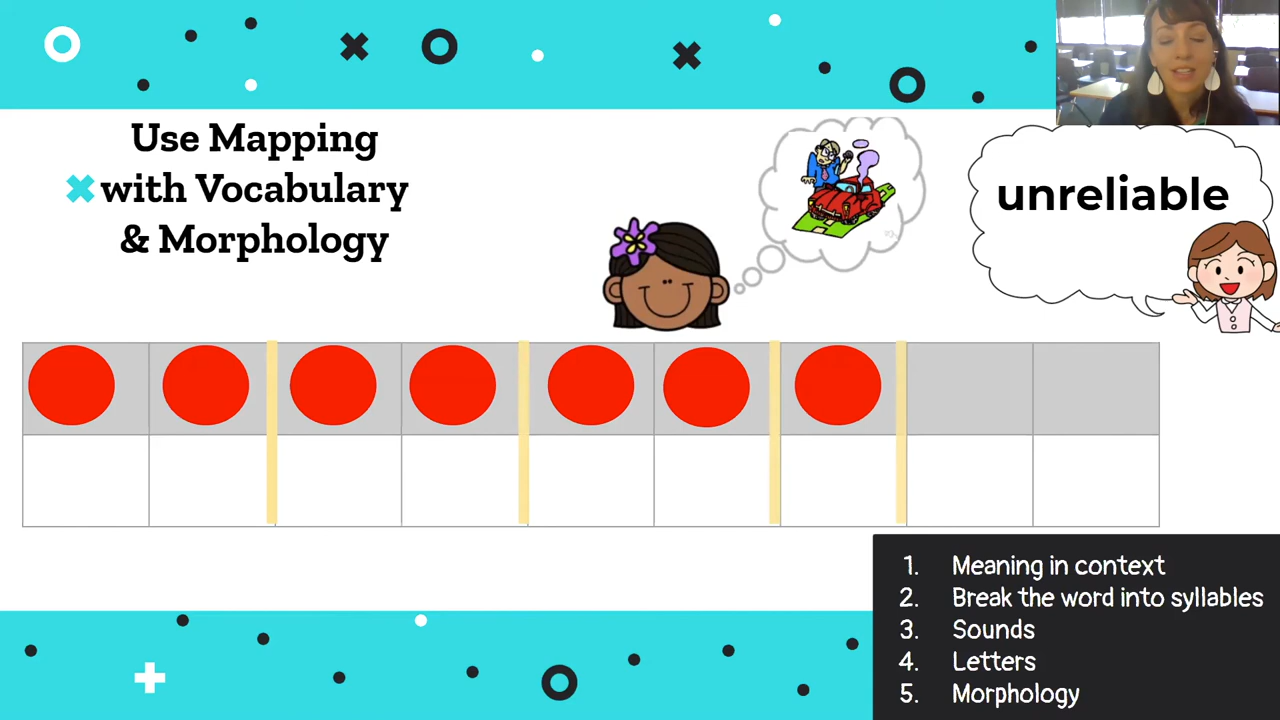 Use Mapping
with Vocabulary
& Morphology
unreliable
1. Meaning in context
2. Break the word into syllables
3. Sounds
4. Letters
5. Morphology